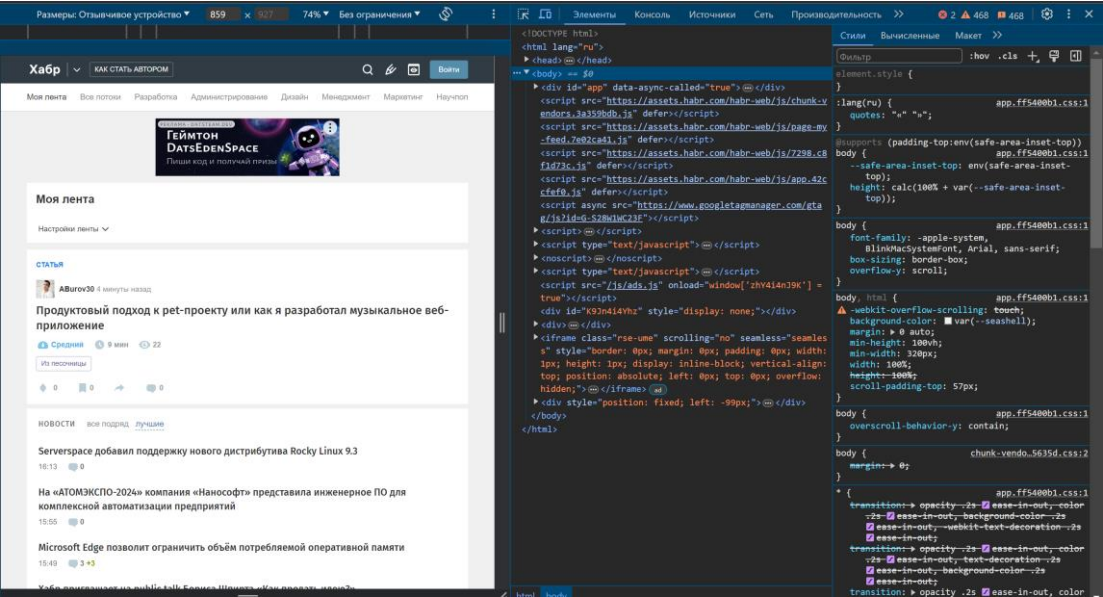 Размеры: Отзывчивое устройство ▼ 859 x 927 74% ▼ Без ограничения ▼
Хабр КАК СТАТЬ АВТОРОМ Войти
Моя лента Все потоки Разработка Администрирование Дизайн Менеджмент Маркетинг Научпоп
РЕКЛАМА • DATSTEAM.DEV
ГЕЙМТОН
DATSEDENSPACE
ПИШИ КОД И ПОЛУЧАЙ ПРИЗЫ
Моя лента
Настройки ленты
СТАТЬЯ
ABurov30 4 минуты назад
Продуктовый подход к pet-проекту или как я разработал музыкальное веб-
приложение
Средний 9 мин 22
Из песочницы
0 0 0
НОВОСТИ все подряд лучшие
Serverspace добавил поддержку нового дистрибутива Rocky Linux 9.3
16:13 0
На «АТОМЭКСПО-2024» компания «Нанософт» представила инженерное ПО для
комплексной автоматизации предприятий
15:55 0
Microsoft Edge позволит ограничить объём потребляемой оперативной памяти
15:49 3 +3
Хабр приглашает на public talk Бориса
Элементы Консоль Источники Сеть Производительность 2 468 468
<!DOCTYPE html>
<html lang="ru">
<head> </head>
<body> == $0
<div id="app" data-async-called="true"> </div>
<script src="https://assets.habr.com/habr-web/js/chunk-v
endors.3a359bdb.js" defer></script>
<script src="https://assets.habr.com/habr-web/js/page-my
-feed.7e02ca41.js" defer></script>
<script src="https://assets.habr.com/habr-web/js/7298.c8
f1d73c.js" defer></script>
<script src="https://assets.habr.com/habr-web/js/app.42c
cfef0.js" defer></script>
<script async src="https://www.googletagmanager.com/gta
g/js?id=G-S28W1WC23F"></script>
<script> </script>
<script type="text/javascript"> </script>
<noscript> </noscript>
<script type="text/javascript"> </script>
<script src="/js/ads.js" onload="window['zhY4i4nJ9K'] =
true"></script>
<div id="K9Jn4i4Yhz" style="display: none;"></div>
<div> </div>
<iframe class="rse-ume" scrolling="no" seamless="seamles
s" style="border: 0px; margin: 0px; padding: 0px; width:
1px; height: 1px; display: inline-block; vertical-align:
top; position: absolute; left: 0px; top: 0px; overflow:
hidden;"> </iframe> ad
<div style="position: fixed; left: -99px;"> </div>
</body>
</html>
html body
Стили Вычисленные Макет
Фильтр :hov .cls
element.style {
}
:lang(ru) { app.ff5400b1.css:1
quotes: "«" "»";
}
@supports (padding-top:env(safe-area-inset-top))
body { app.ff5400b1.css:1
--safe-area-inset-top: env(safe-area-inset-
top);
height: calc(100% + var(--safe-area-inset-
top));
}
body { app.ff5400b1.css:1
font-family: -apple-system,
BlinkMacSystemFont, Arial, sans-serif;
box-sizing: border-box;
overflow-y: scroll;
}
body, html { app.ff5400b1.css:1
-webkit-overflow-scrolling: touch;
background-color: var(--seashell);
margin: 0 auto;
min-height: 100vh;
min-width: 320px;
width: 100%;
height: 100%;
scroll-padding-top: 57px;
}
body { app.ff5400b1.css:1
overscroll-behavior-y: contain;
}
body { chunk-vendo…5635d.css:2
margin: 0;
}
* { app.ff5400b1.css:1
transition: opacity .2s ease-in-out, color
.2s ease-in-out, background-color .2s
ease-in-out, -webkit-text-decoration .2s
ease-in-out;
transition: opacity .2s ease-in-out, color
.2s ease-in-out, text-decoration .2s
ease-in-out, background-color .2s
ease-in-out;
transition: opacity .2s ease-in-out, color